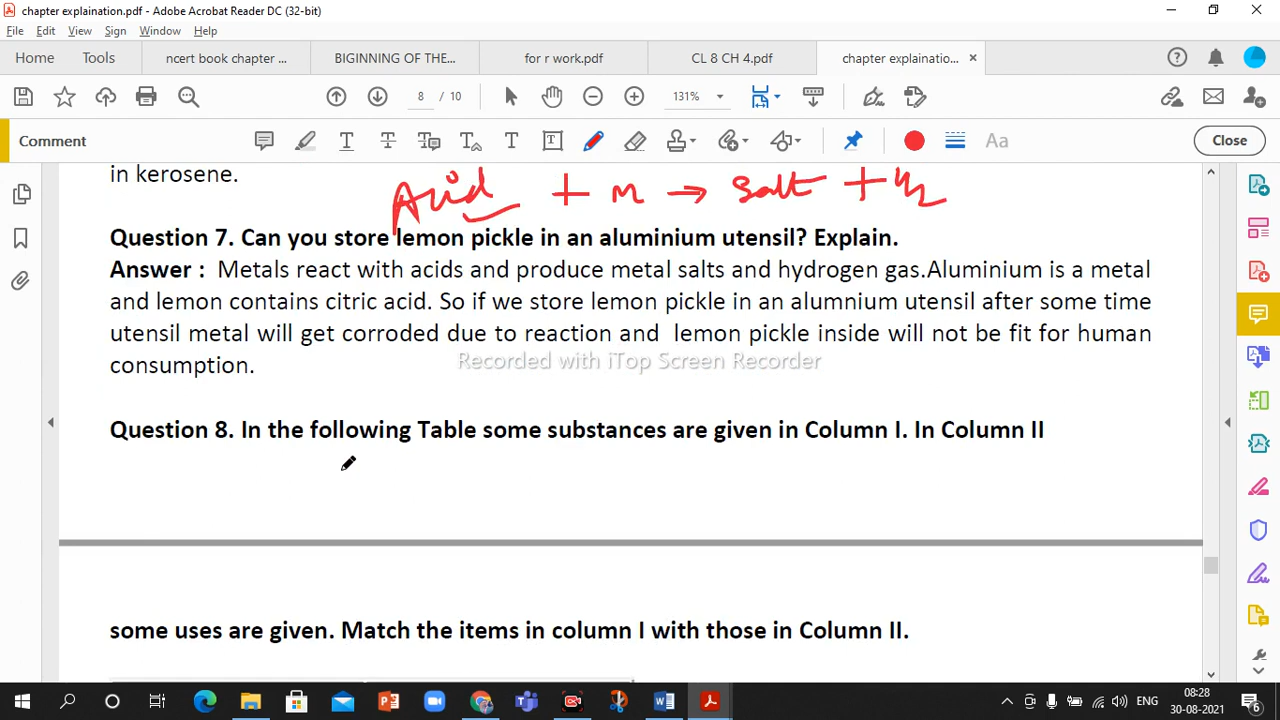 chapter explaination.pdf - Adobe Acrobat Reader DC (32-bit)
File Edit View Sign Window Help
Home Tools ncert book chapter ... BIGINNING OF THE... for r work.pdf CL 8 CH 4.pdf chapter explainatio...
8 / 10 131%
Comment Close
in kerosene.
Acid + M → Salt + H2
Question 7. Can you store lemon pickle in an aluminium utensil? Explain.
Answer : Metals react with acids and produce metal salts and hydrogen gas.Aluminium is a metal
and lemon contains citric acid. So if we store lemon pickle in an alumnium utensil after some time
utensil metal will get corroded due to reaction and lemon pickle inside will not be fit for human
consumption.
Recorded with iTop Screen Recorder
Question 8. In the following Table some substances are given in Column I. In Column II
some uses are given. Match the items in column I with those in Column II.
ENG 08:28
30-08-2021 6